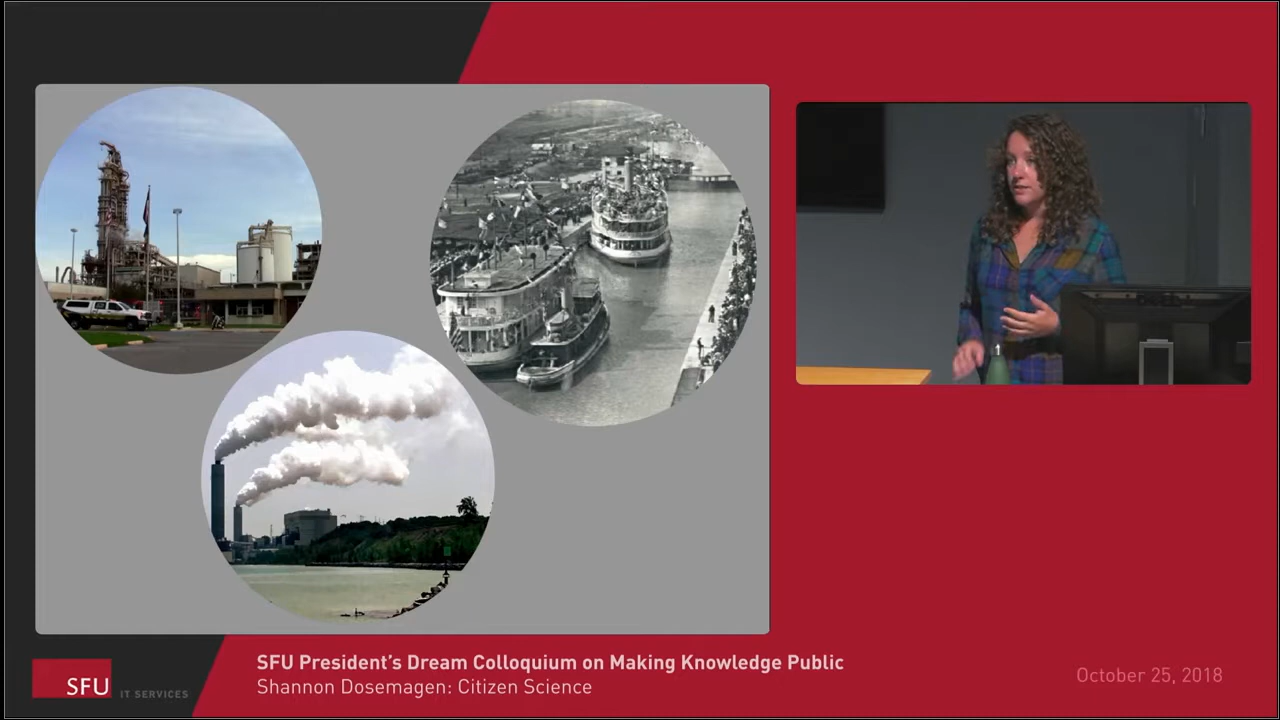 SFU President's Dream Colloquium on Making Knowledge Public
Shannon Dosemagen: Citizen Science
October 25, 2018
SFU IT SERVICES